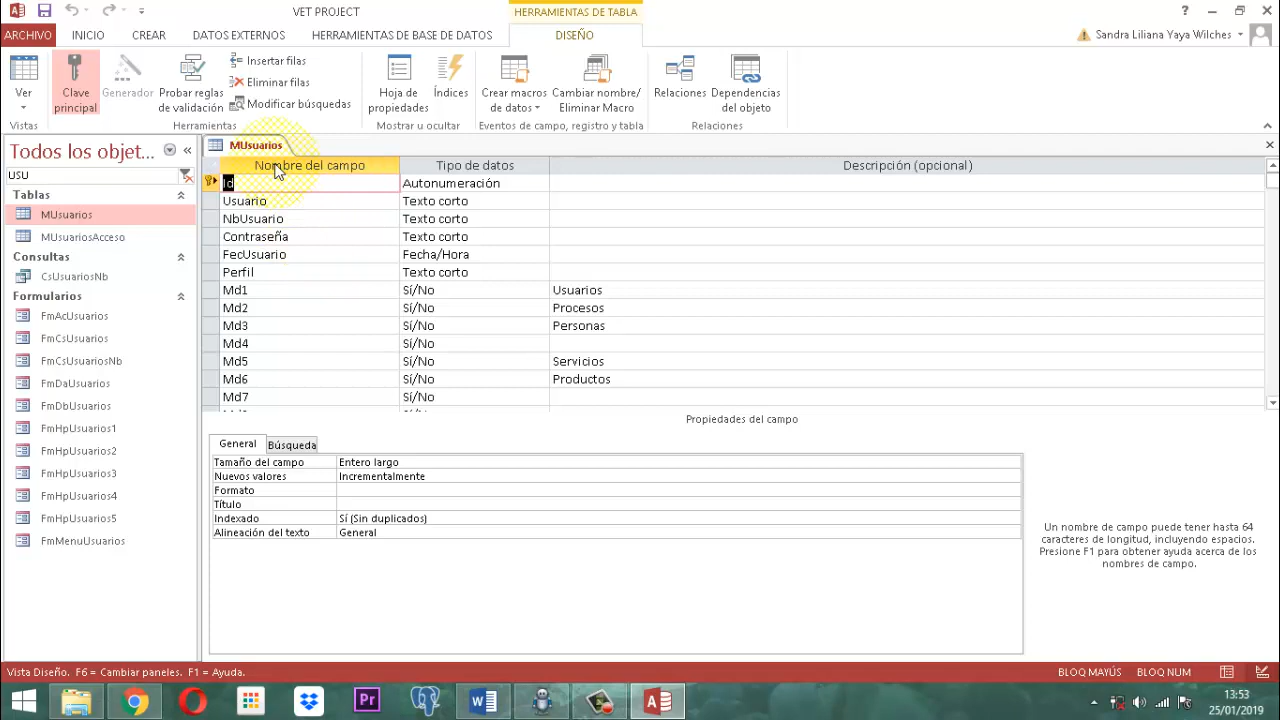 VET PROJECT
HERRAMIENTAS DE TABLA
ARCHIVO INICIO CREAR DATOS EXTERNOS HERRAMIENTAS DE BASE DE DATOS DISEÑO
Sandra Liliana Yaya Wilches
Ver
Clave principal
Generador
Probar reglas de validación
Insertar filas
Eliminar filas
Modificar búsquedas
Hoja de propiedades
Índices
Crear macros de datos
Cambiar nombre/ Eliminar Macro
Relaciones
Dependencias del objeto
Vistas
Herramientas
Mostrar u ocultar
Eventos de campo, registro y tabla
Relaciones
Todos los objet... «
USU
Tablas
MUsuarios
MUsuariosAcceso
Consultas
CsUsuariosNb
Formularios
FmAcUsuarios
FmCsUsuarios
FmCsUsuariosNb
FmDaUsuarios
FmDbUsuarios
FmHpUsuarios1
FmHpUsuarios2
FmHpUsuarios3
FmHpUsuarios4
FmHpUsuarios5
FmMenuUsuarios
MUsuarios
Nombre del campo Tipo de datos Descripción (opcional)
Id Autonumeración
Usuario Texto corto
NbUsuario Texto corto
Contraseña Texto corto
FecUsuario Fecha/Hora
Perfil Texto corto
Md1 Sí/No Usuarios
Md2 Sí/No Procesos
Md3 Sí/No Personas
Md4 Sí/No
Md5 Sí/No Servicios
Md6 Sí/No Productos
Md7 Sí/No
Propiedades del campo
General Búsqueda
Tamaño del campo Entero largo
Nuevos valores Incrementalmente
Formato
Título
Indexado Sí (Sin duplicados)
Alineación del texto General
Un nombre de campo puede tener hasta 64
caracteres de longitud, incluyendo espacios.
Presione F1 para obtener ayuda acerca de los
nombres de campo.
Vista Diseño. F6 = Cambiar paneles. F1 = Ayuda.
BLOQ MAYÚS BLOQ NUM
Pr
13:53
25/01/2019